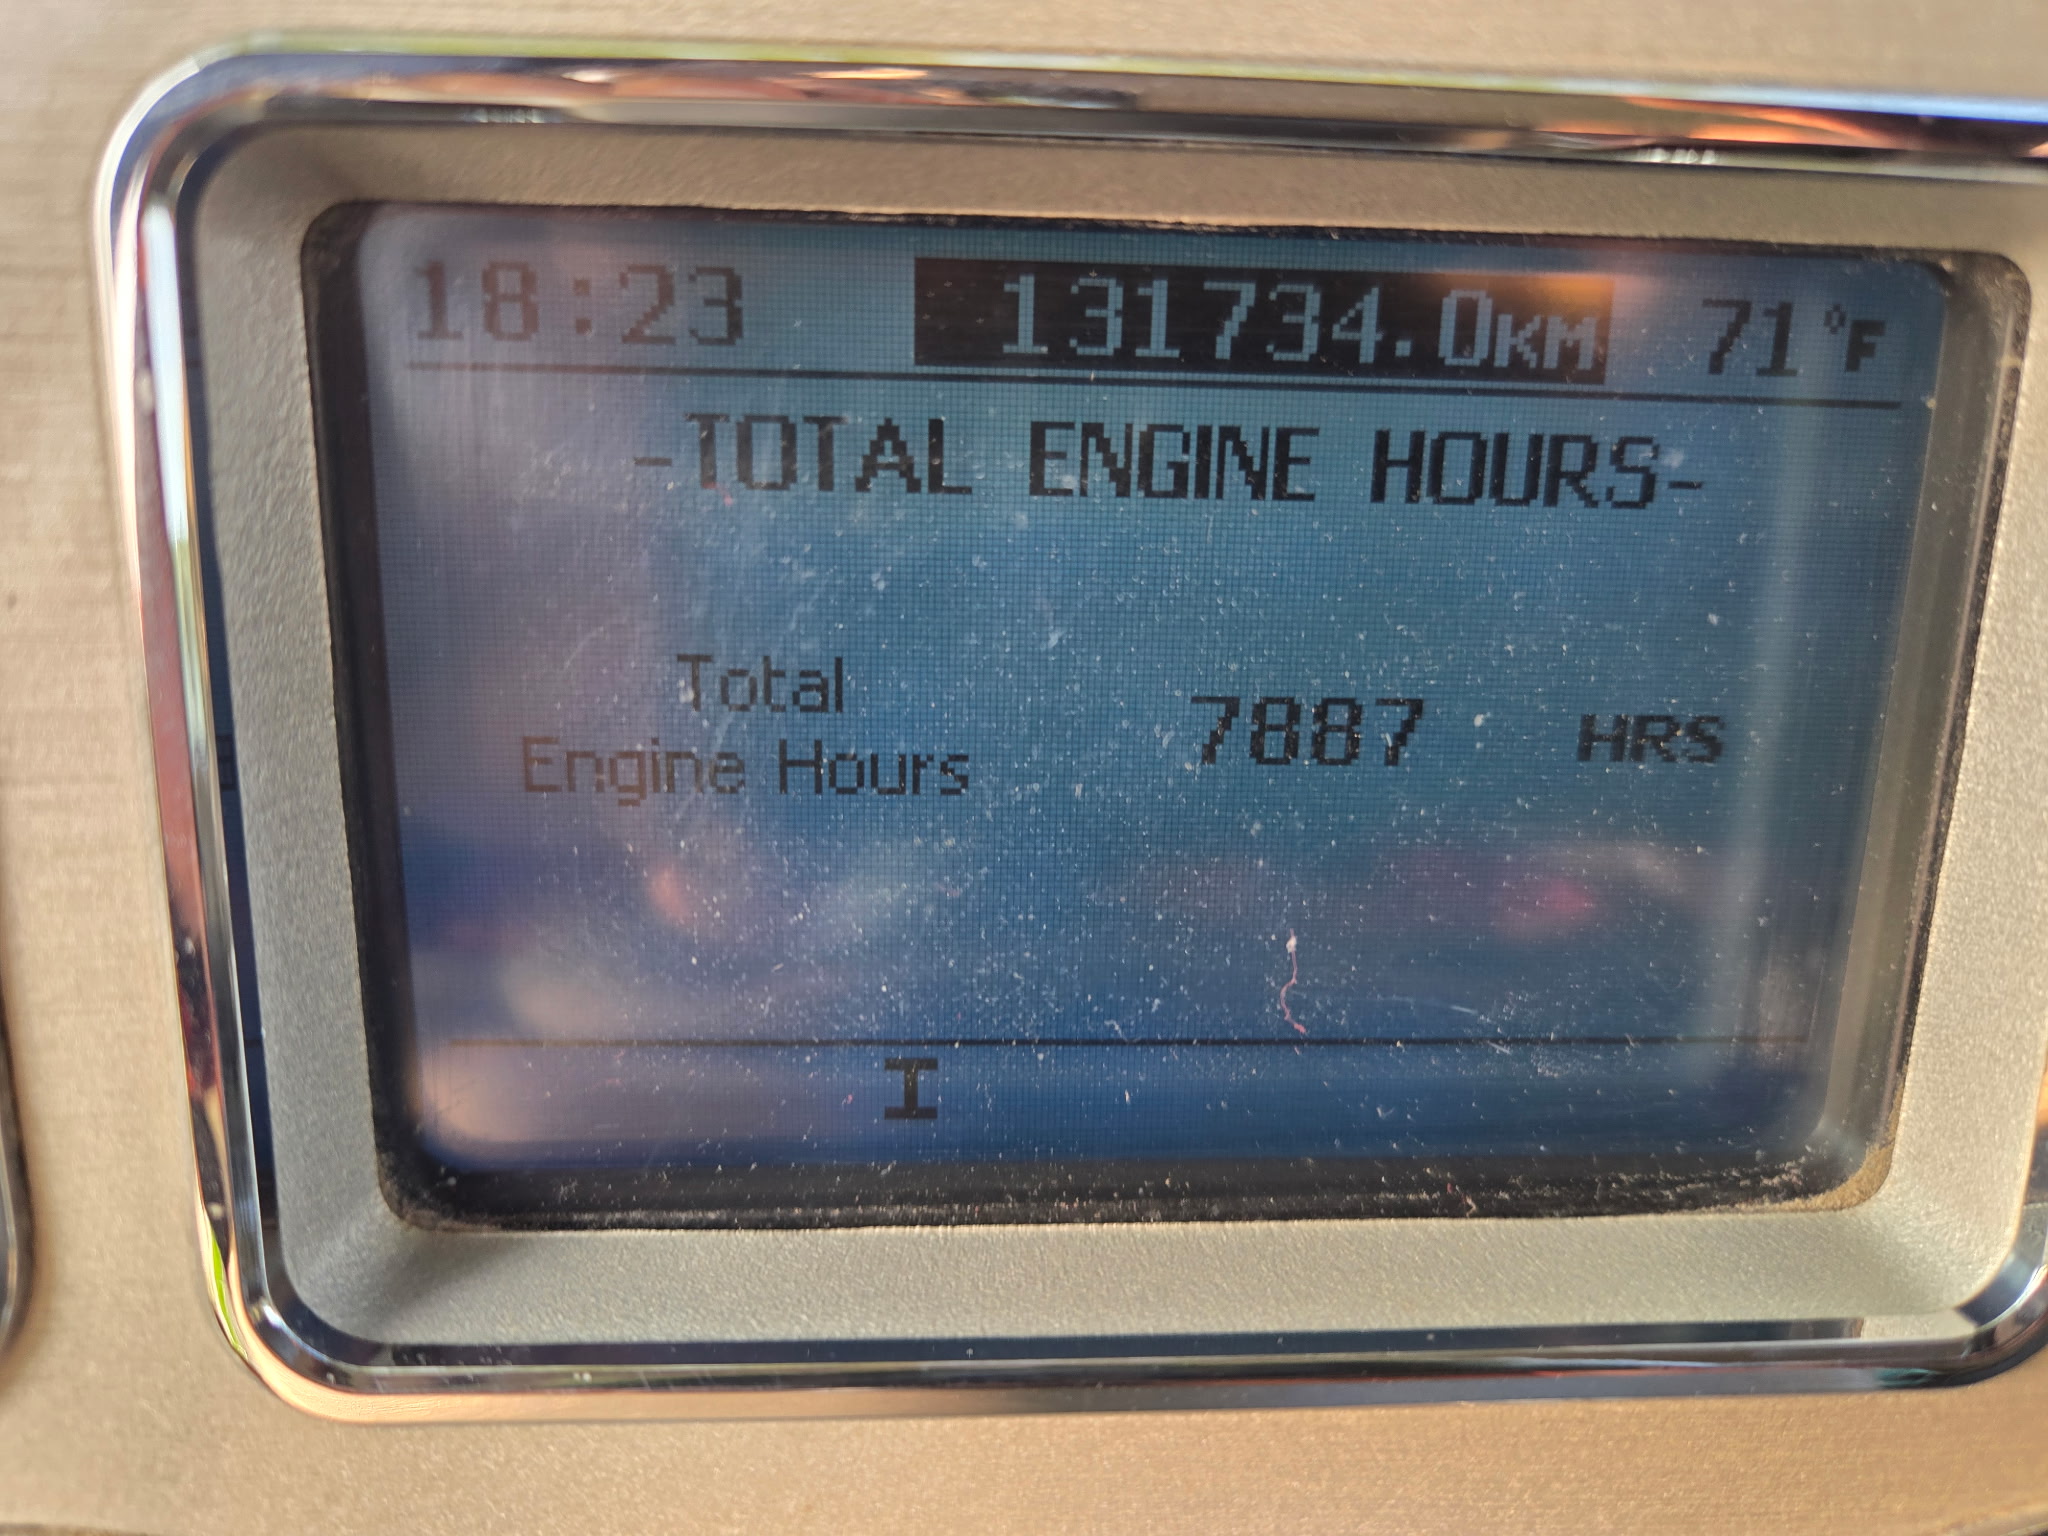 18:23 131734.0KM 71°F
-TOTAL ENGINE HOURS-
Total
Engine Hours 7887 HRS
I